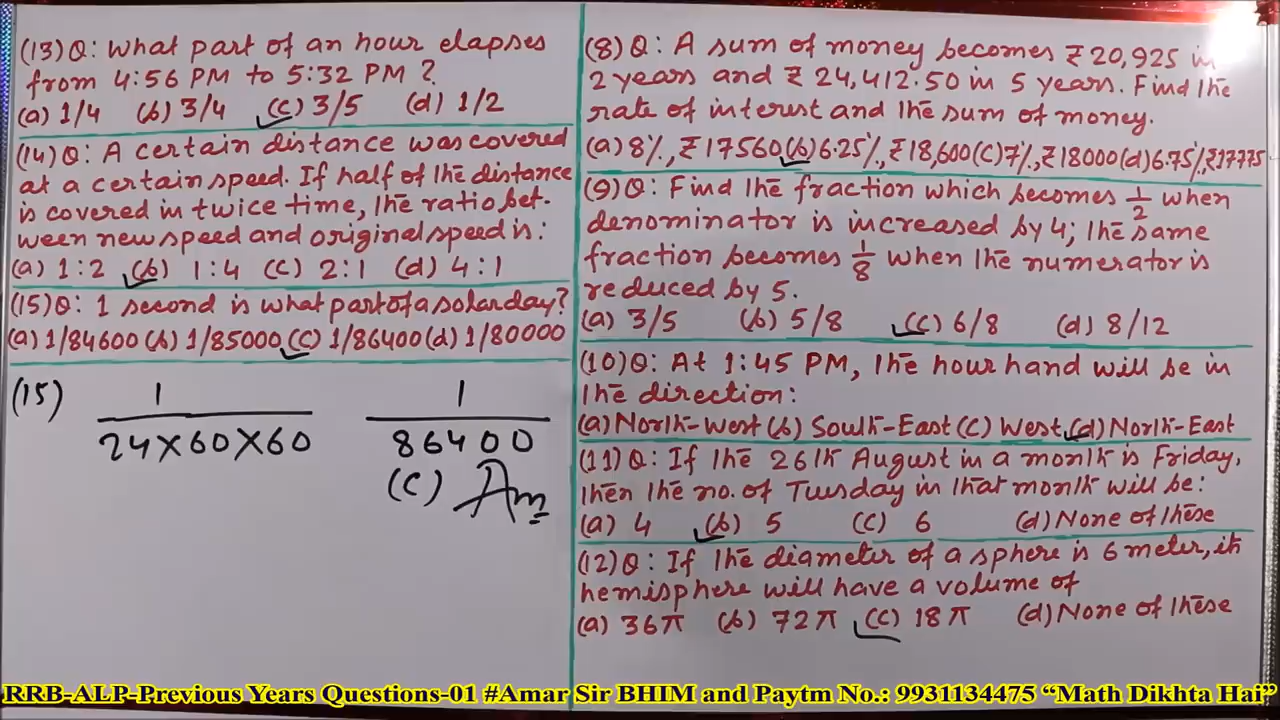 (13) Q: What part of an hour elapses
from 4:56 PM to 5:32 PM ?
(a) 1/4 (b) 3/4 (c) 3/5 (d) 1/2
(14) Q: A certain distance was covered
at a certain speed. If half of the distance
is covered in twice time, the ratio bet-
ween new speed and original speed is:
(a) 1:2 (b) 1:4 (c) 2:1 (d) 4:1
(15) Q: 1 second is what part of a solar day?
(a) 1/84600 (b) 1/85000 (c) 1/86400 (d) 1/80000
(15) 1 1
24X60X60 86400
(c) Ans
(8) Q: A sum of money becomes ₹20,925 in
2 years and ₹ 24,412.50 in 5 years. Find the
rate of interest and the sum of money.
(a) 8%, ₹17560 (b) 6.25%, ₹18,600 (c) 7%, ₹18000 (d) 6.75%, ₹17775
(9) Q: Find the fraction which becomes 1/2 when
denominator is increased by 4; the same
fraction becomes 1/8 when the numerator is
reduced by 5.
(a) 3/5 (b) 5/8 (c) 6/8 (d) 8/12
(10) Q: At 1:45 PM, the hour hand will be in
the direction:
(a) North-West (b) South-East (c) West (d) North-East
(11) Q: If the 26th August in a month is Friday,
then the no. of Tuesday in that month will be:
(a) 4 (b) 5 (c) 6 (d) None of these
(12) Q: If the diameter of a sphere is 6 meter, its
hemisphere will have a volume of
(a) 36π (b) 72π (c) 18π (d) None of these
RRB-ALP-Previous Years Questions-01 #Amar Sir BHIM and Paytm No.: 9931134475 “Math Dikhta Hai”